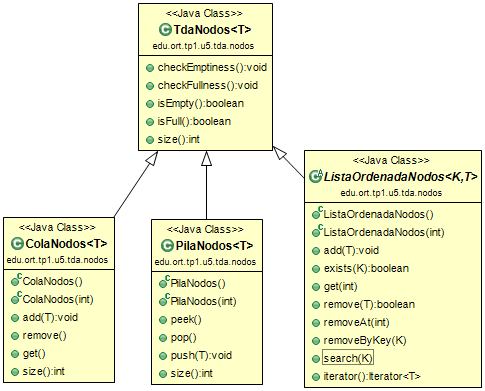 <<Java Class>>
TdaNodos<T>
edu.ort.tp1.u5.tda.nodos
checkEmptiness():void
checkFullness():void
isEmpty():boolean
isFull():boolean
size():int
<<Java Class>>
ColaNodos<T>
edu.ort.tp1.u5.tda.nodos
ColaNodos()
ColaNodos(int)
add(T):void
remove()
get()
size():int
<<Java Class>>
PilaNodos<T>
edu.ort.tp1.u5.tda.nodos
PilaNodos()
PilaNodos(int)
peek()
pop()
push(T):void
size():int
<<Java Class>>
ListaOrdenadaNodos<K,T>
edu.ort.tp1.u5.tda.nodos
ListaOrdenadaNodos()
ListaOrdenadaNodos(int)
add(T):void
exists(K):boolean
get(int)
remove(T):boolean
removeAt(int)
removeByKey(K)
search(K)
iterator():Iterator<T>